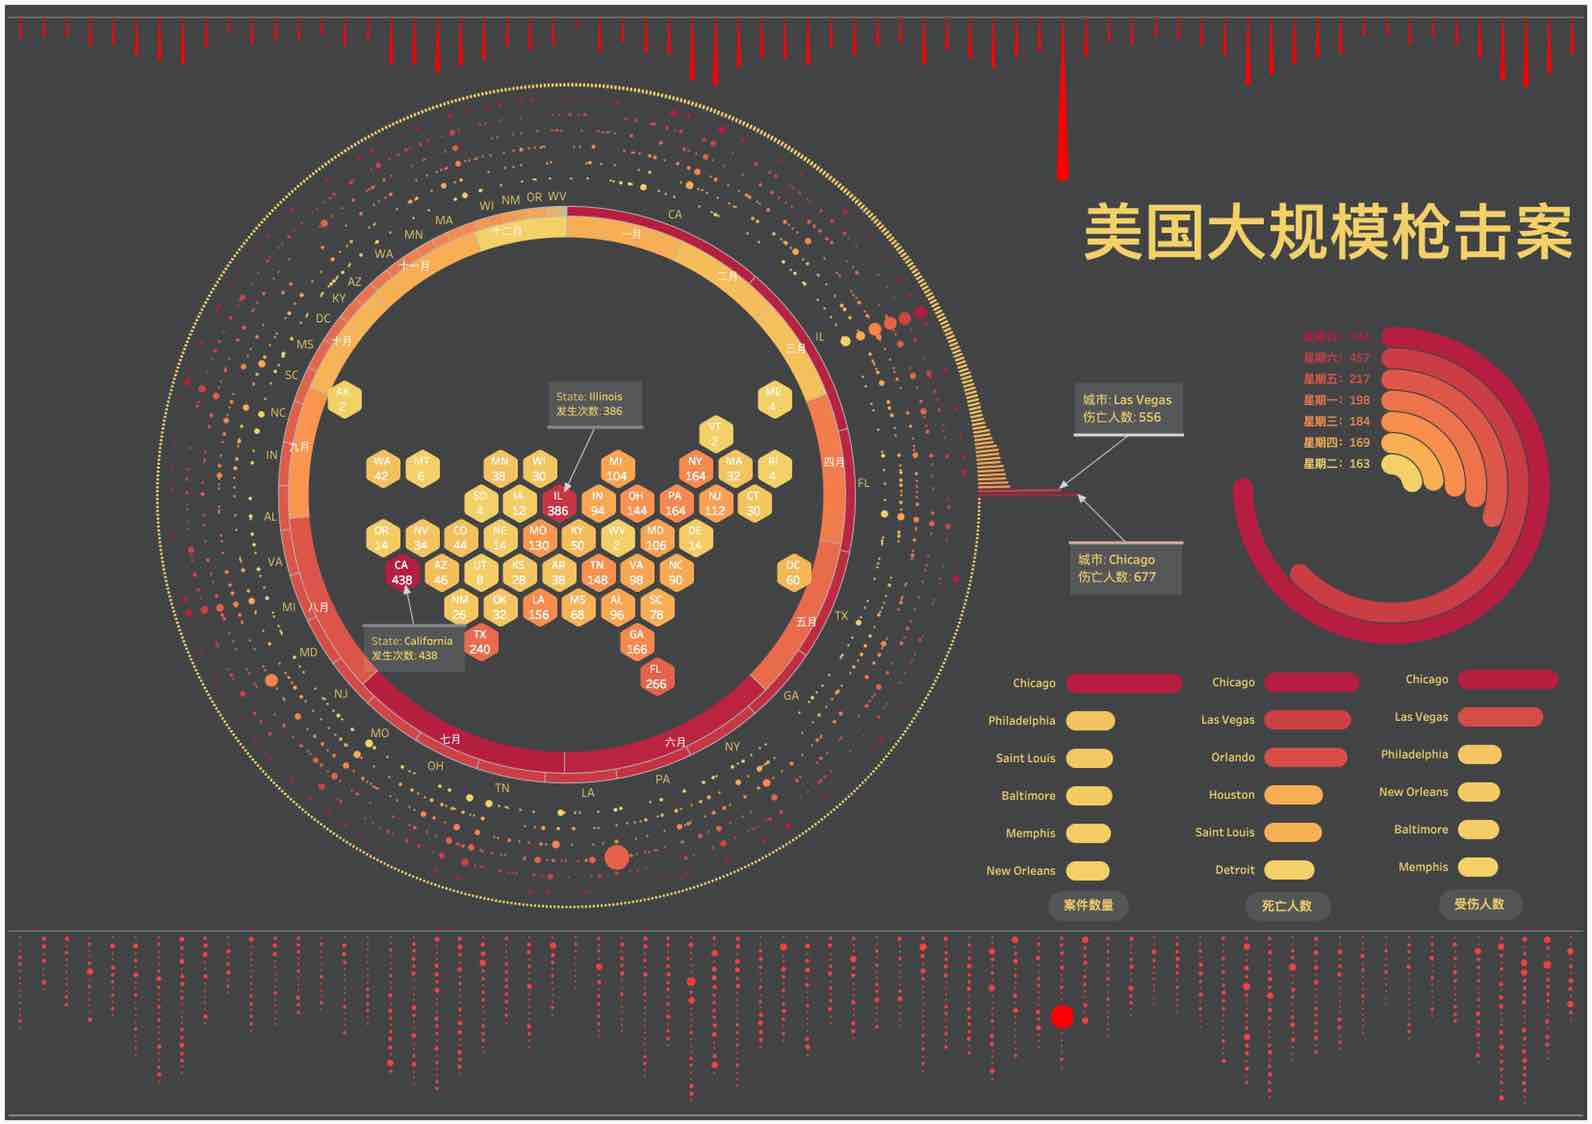 美国大规模枪击案
WI
NM
OR
WV
MA
CA
MN
WA
AZ
KY
DC
MS
SC
NC
IN
AL
VA
MI
MD
NJ
MO
OH
TN
LA
PA
NY
GA
TX
FL
IL
一月
二月
三月
四月
五月
六月
七月
八月
九月
十月
十一月
十二月
AK
2
ME
4
VT
2
WA
42
MT
6
MN
38
WI
30
MI
104
NY
164
MA
32
RI
4
SD
4
IA
12
IL
386
IN
94
OH
144
PA
164
NJ
112
CT
30
OR
14
NV
34
CO
44
NE
14
MO
130
KY
50
WV
2
MD
106
DE
14
CA
438
AZ
46
UT
8
KS
28
AR
38
TN
148
VA
98
NC
90
DC
60
NM
26
OK
32
LA
156
MS
68
AL
96
SC
78
TX
240
GA
166
FL
266
State: Illinois
发生次数: 386
State: California
发生次数: 438
城市: Las Vegas
伤亡人数: 556
城市: Chicago
伤亡人数: 677
星期六: 457
星期五: 217
星期一: 198
星期三: 184
星期四: 169
星期二: 163
Chicago
Philadelphia
Saint Louis
Baltimore
Memphis
New Orleans
案件数量
Chicago
Las Vegas
Orlando
Houston
Saint Louis
Detroit
死亡人数
Chicago
Las Vegas
Philadelphia
New Orleans
Baltimore
Memphis
受伤人数